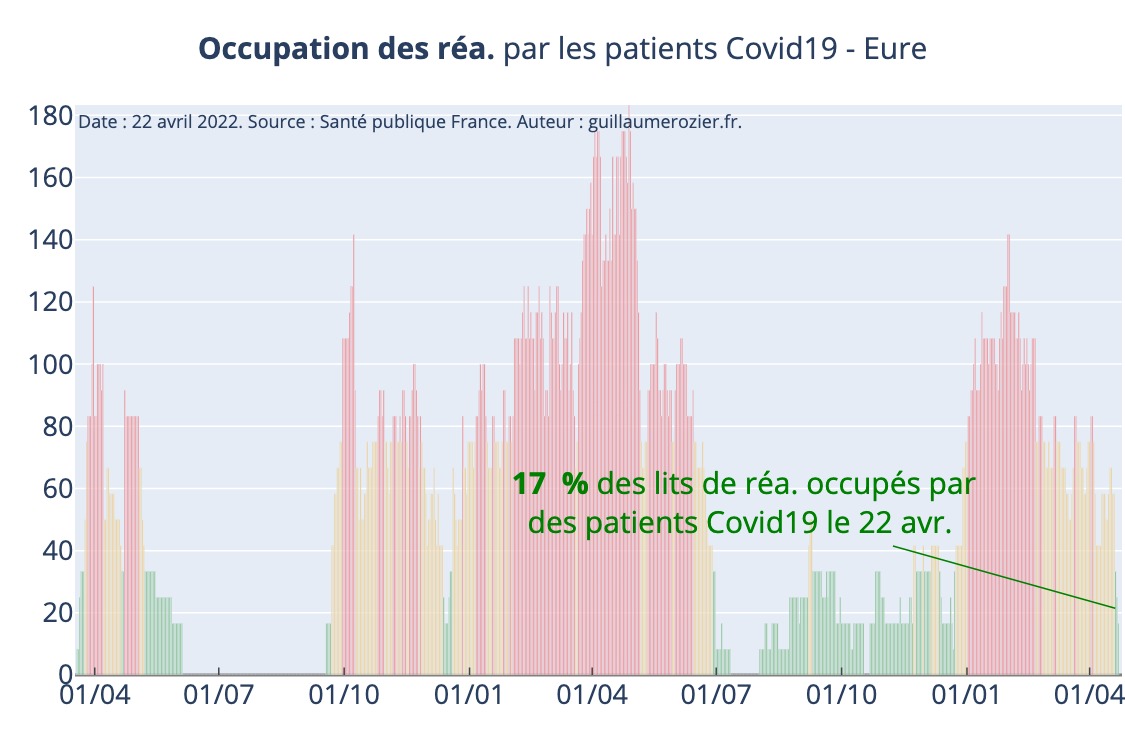 Occupation des réa. par les patients Covid19 - Eure
180
Date : 22 avril 2022. Source : Santé publique France. Auteur : guillaumerozier.fr.
160
140
120
100
80
60
17  % des lits de réa. occupés par
des patients Covid19 le 22 avr.
40
20
0
01/04 01/07 01/10 01/01 01/04 01/07 01/10 01/01 01/04